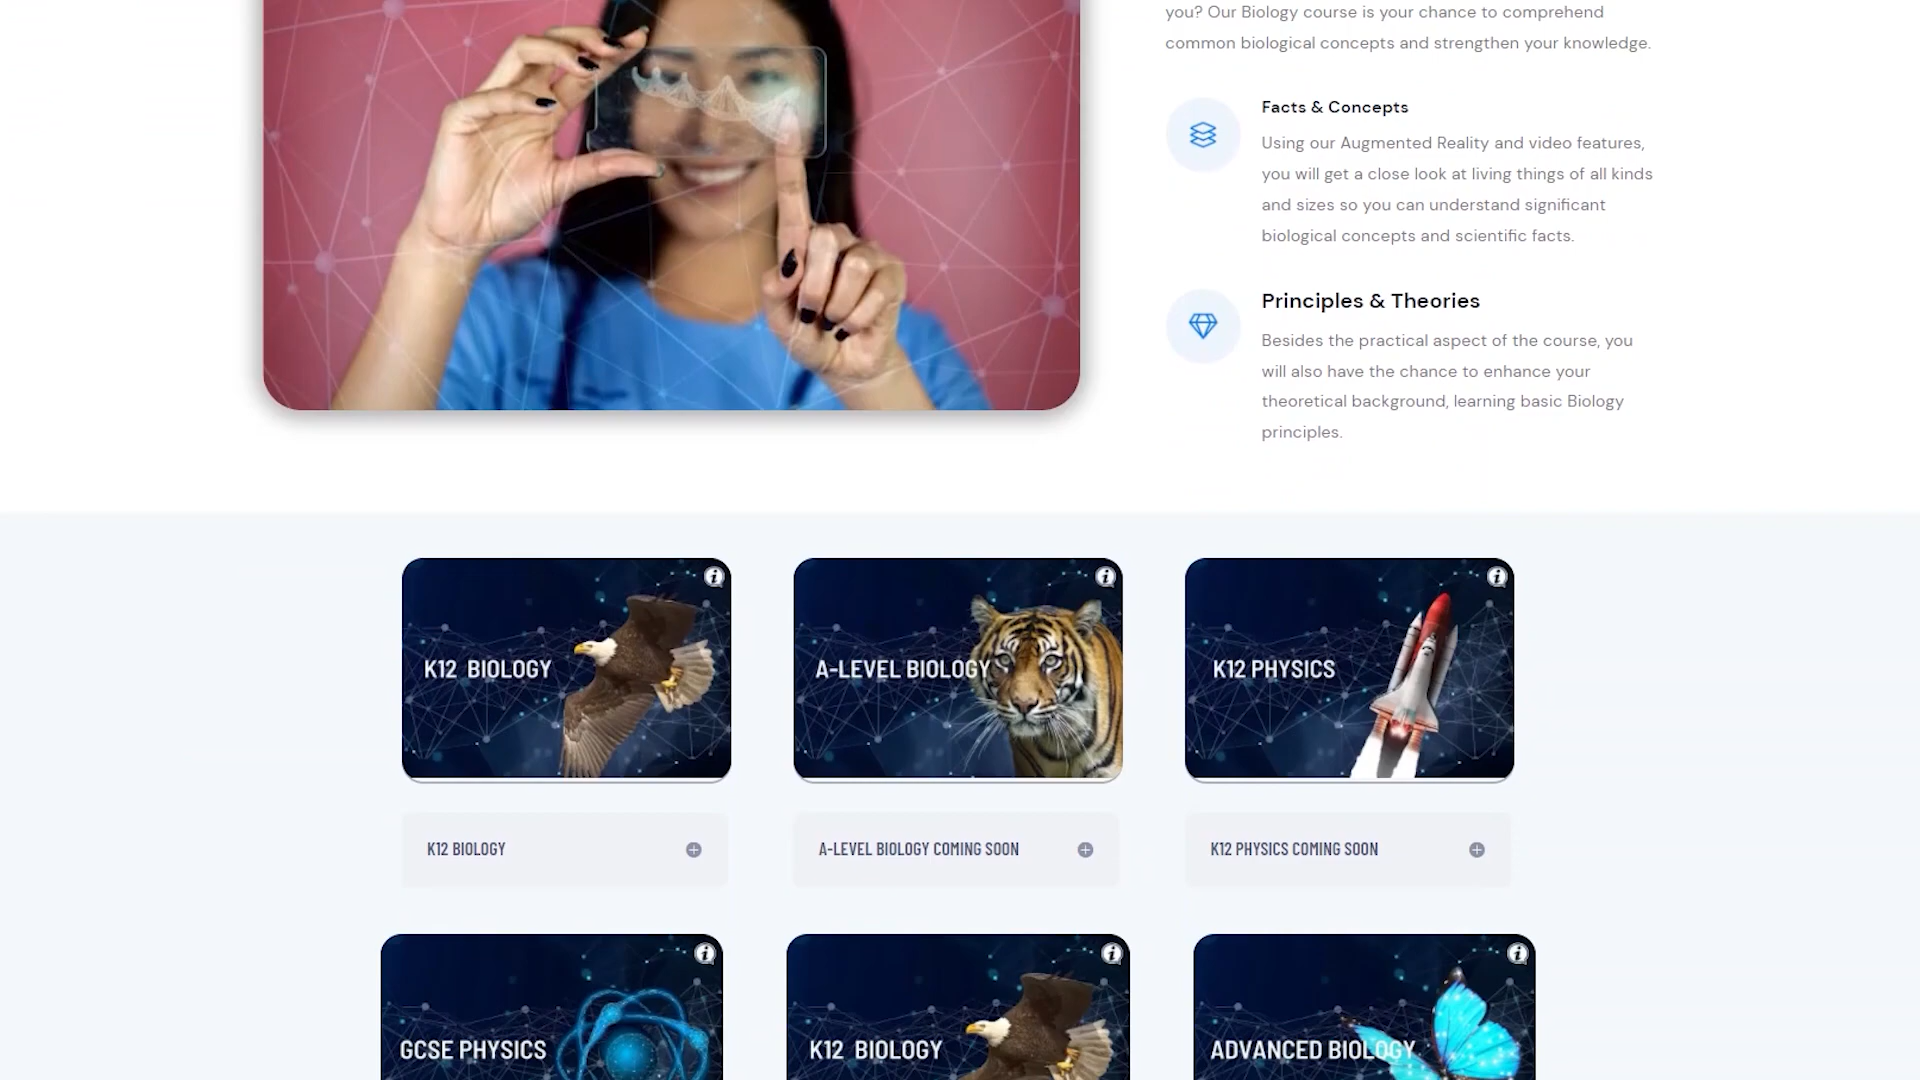 you? Our Biology course is your chance to comprehend
common biological concepts and strengthen your knowledge.
Facts & Concepts
Using our Augmented Reality and video features,
you will get a close look at living things of all kinds
and sizes so you can understand significant
biological concepts and scientific facts.
Principles & Theories
Besides the practical aspect of the course, you
will also have the chance to enhance your
theoretical background, learning basic Biology
principles.
K12 BIOLOGY
A-LEVEL BIOLOGY
K12 PHYSICS
K12 BIOLOGY
A-LEVEL BIOLOGY COMING SOON
K12 PHYSICS COMING SOON
GCSE PHYSICS
K12 BIOLOGY
ADVANCED BIOLOGY